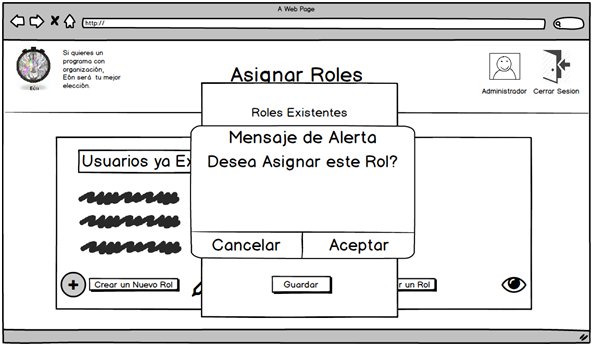 A Web Page
http://
Si quieres un
programa con
organización,
Eón será tu mejor
elección.
Eón
Asignar Roles
Administrador
Cerrar Sesion
Roles Existentes
Mensaje de Alerta
Desea Asignar este Rol?
Usuarios ya Ex
Cancelar
Aceptar
Crear un Nuevo Rol
Guardar
r un Rol